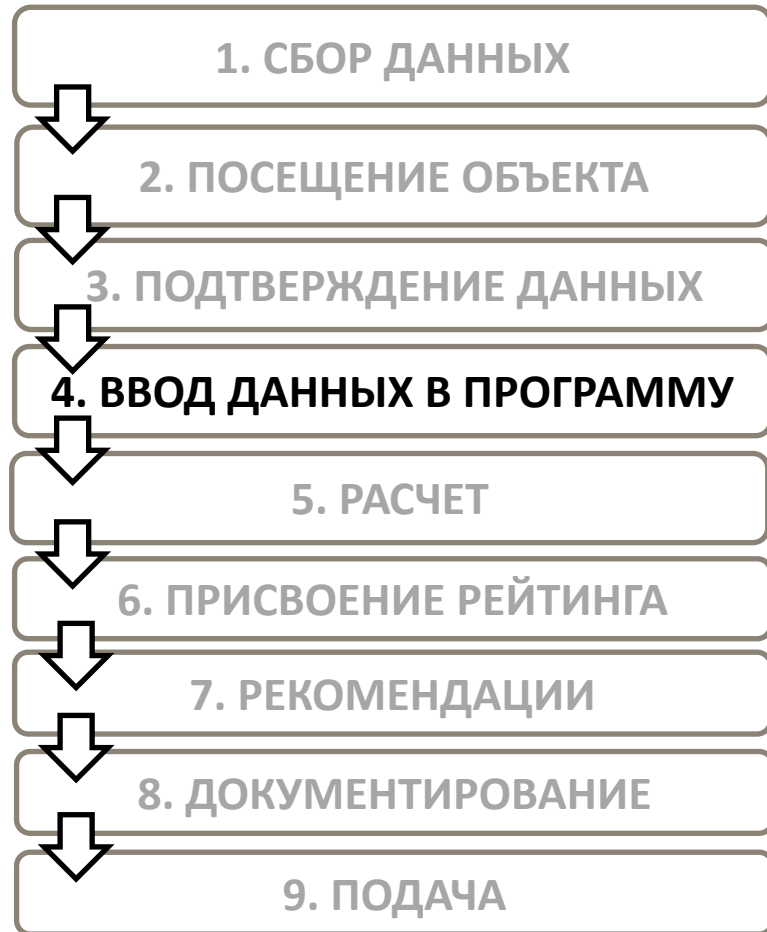 1. СБОР ДАННЫХ
2. ПОСЕЩЕНИЕ ОБЪЕКТА
3. ПОДТВЕРЖДЕНИЕ ДАННЫХ
4. ВВОД ДАННЫХ В ПРОГРАММУ
5. РАСЧЕТ
6. ПРИСВОЕНИЕ РЕЙТИНГА
7. РЕКОМЕНДАЦИИ
8. ДОКУМЕНТИРОВАНИЕ
9. ПОДАЧА